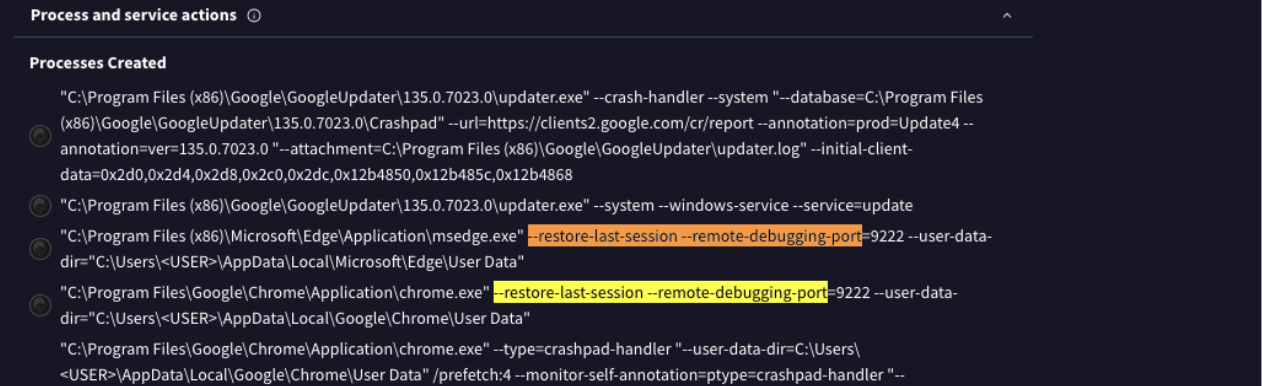 Process and service actions
Processes Created
"C:\Program Files (x86)\Google\GoogleUpdater\135.0.7023.0\updater.exe" --crash-handler --system "--database=C:\Program Files
(x86)\Google\GoogleUpdater\135.0.7023.0\Crashpad" --url=https://clients2.google.com/cr/report --annotation=prod=Update4 --
annotation=ver=135.0.7023.0 "--attachment=C:\Program Files (x86)\Google\GoogleUpdater\updater.log" --initial-client-
data=0x2d0,0x2d4,0x2d8,0x2c0,0x2dc,0x12b4850,0x12b485c,0x12b4868
"C:\Program Files (x86)\Google\GoogleUpdater\135.0.7023.0\updater.exe" --system --windows-service --service=update
"C:\Program Files (x86)\Microsoft\Edge\Application\msedge.exe" --restore-last-session --remote-debugging-port=9222 --user-data-
dir="C:\Users\<USER>\AppData\Local\Microsoft\Edge\User Data"
"C:\Program Files\Google\Chrome\Application\chrome.exe" --restore-last-session --remote-debugging-port=9222 --user-data-
dir="C:\Users\<USER>\AppData\Local\Google\Chrome\User Data"
"C:\Program Files\Google\Chrome\Application\chrome.exe" --type=crashpad-handler "--user-data-dir=C:\Users\
<USER>\AppData\Local\Google\Chrome\User Data" /prefetch:4 --monitor-self-annotation=ptype=crashpad-handler "--